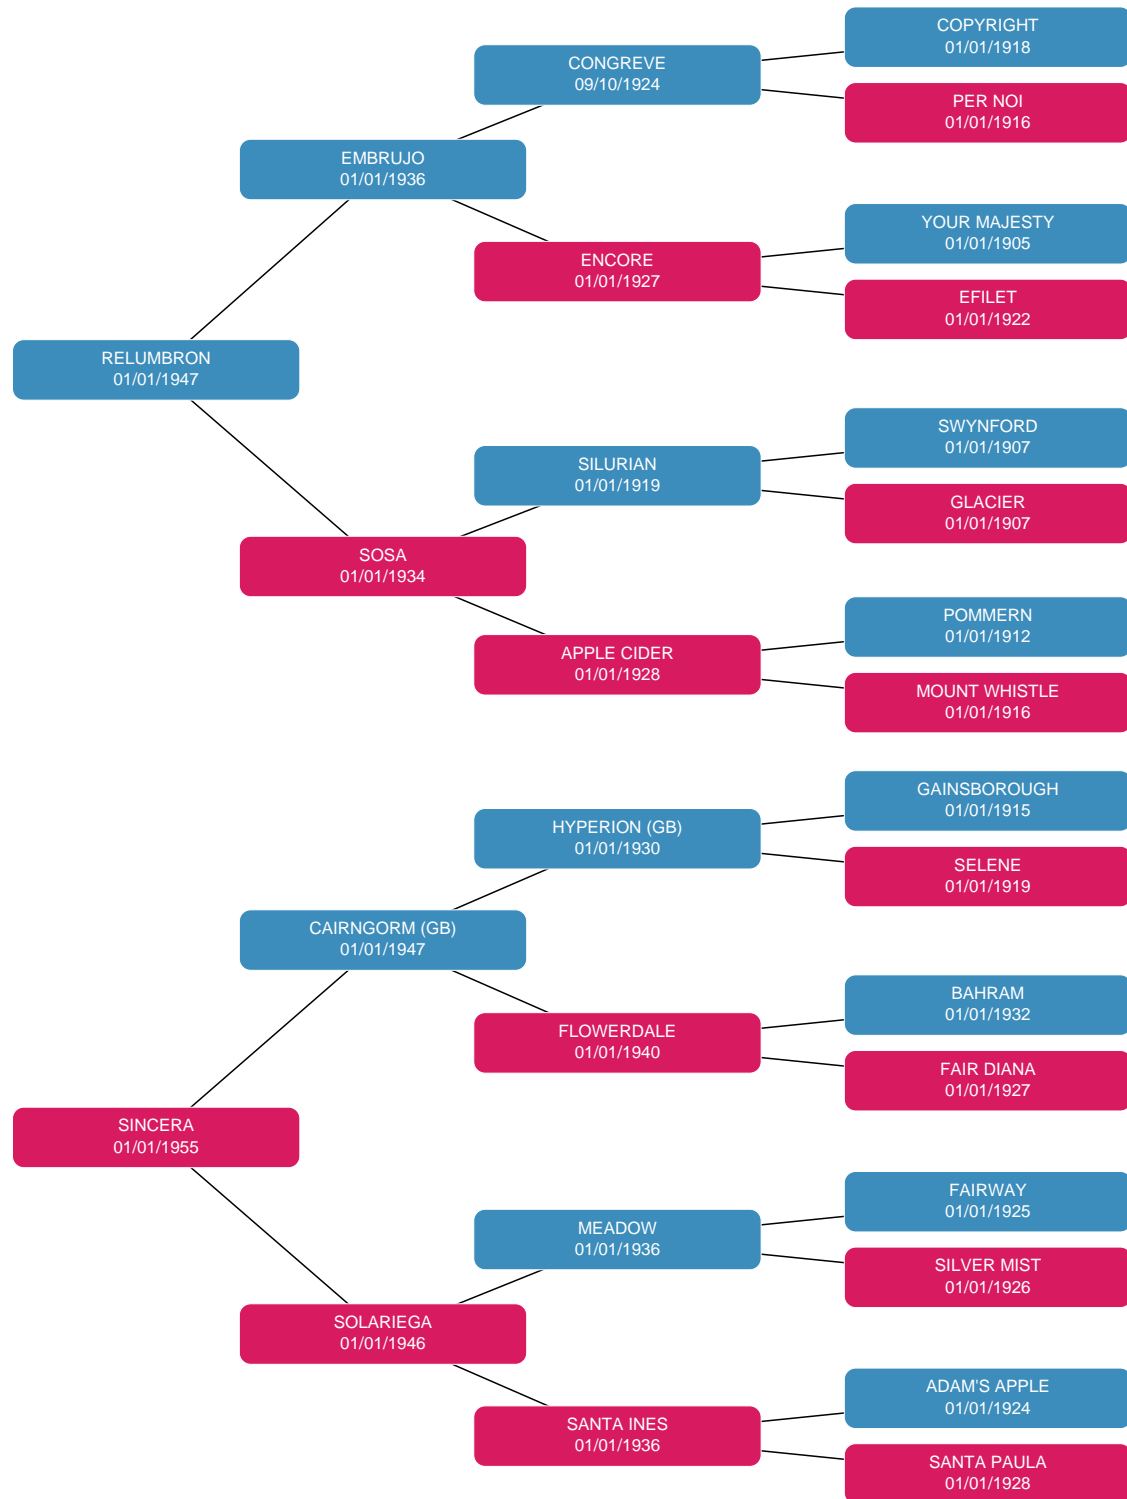 COPYRIGHT
01/01/1918
CONGREVE
09/10/1924
PER NOI
01/01/1916
EMBRUJO
01/01/1936
YOUR MAJESTY
01/01/1905
ENCORE
01/01/1927
EFILET
01/01/1922
RELUMBRON
01/01/1947
SWYNFORD
01/01/1907
SILURIAN
01/01/1919
GLACIER
01/01/1907
SOSA
01/01/1934
POMMERN
01/01/1912
APPLE CIDER
01/01/1928
MOUNT WHISTLE
01/01/1916
GAINSBOROUGH
01/01/1915
HYPERION (GB)
01/01/1930
SELENE
01/01/1919
CAIRNGORM (GB)
01/01/1947
BAHRAM
01/01/1932
FLOWERDALE
01/01/1940
FAIR DIANA
01/01/1927
SINCERA
01/01/1955
FAIRWAY
01/01/1925
MEADOW
01/01/1936
SILVER MIST
01/01/1926
SOLARIEGA
01/01/1946
ADAM'S APPLE
01/01/1924
SANTA INES
01/01/1936
SANTA PAULA
01/01/1928